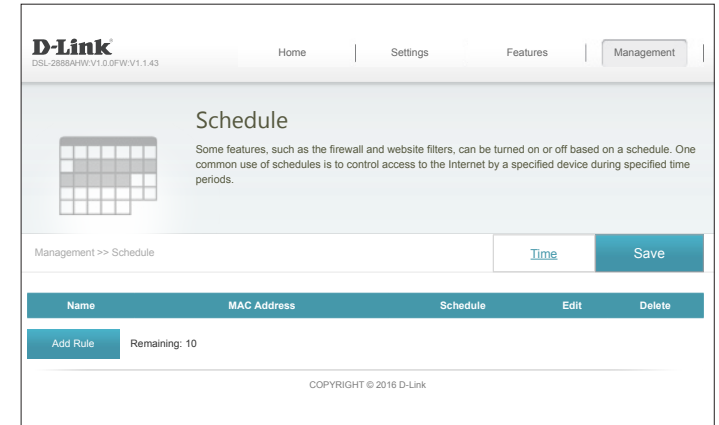 D-Link
DSL-2888AHW:V1.0.0FW:V1.1.43
Home
Settings
Features
Management
Schedule
Some features, such as the firewall and website filters, can be turned on or off based on a schedule. One
common use of schedules is to control access to the Internet by a specified device during specified time
periods.
Management >> Schedule
Time
Save
Name MAC Address Schedule Edit Delete
Add Rule
Remaining: 10
COPYRIGHT © 2016 D-Link